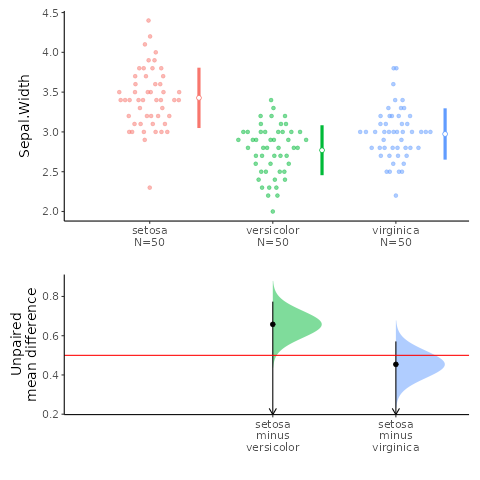 4.5
4.0
3.5
3.0
2.5
2.0
Sepal.Width
setosa
N=50
versicolor
N=50
virginica
N=50
0.8
0.6
0.4
0.2
Unpaired
mean difference
setosa
minus
versicolor
setosa
minus
virginica